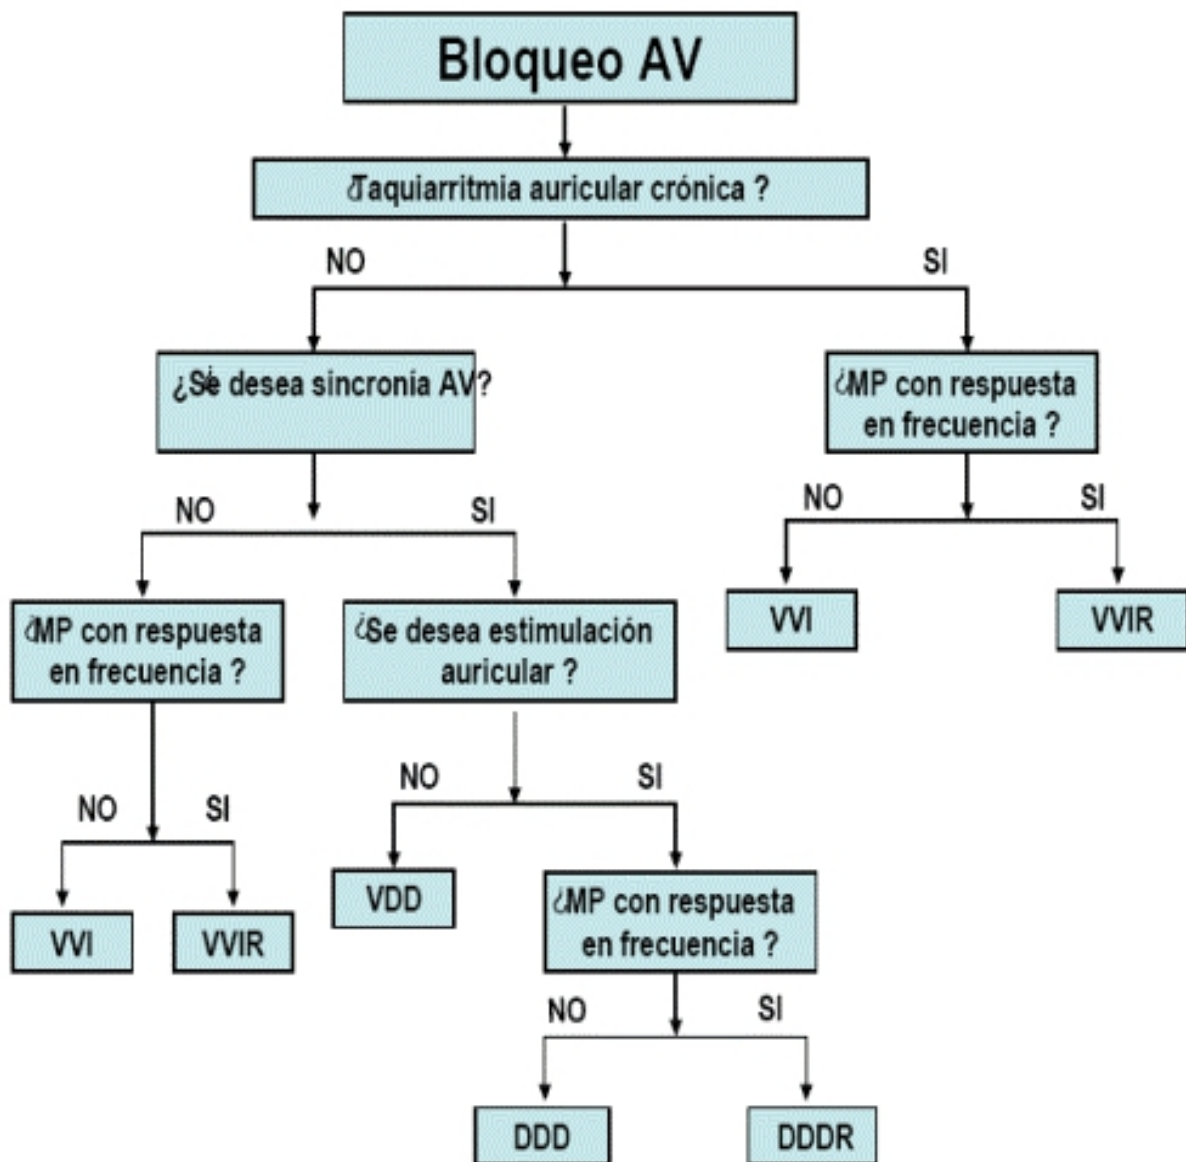 Bloqueo AV
¿Taquiarritmia auricular crónica ?
NO
SI
¿Se desea sincronía AV?
¿MP con respuesta
en frecuencia ?
NO
SI
NO
SI
¿MP con respuesta
en frecuencia ?
¿Se desea estimulación
auricular ?
VVI
VVIR
NO
SI
NO
SI
VDD
¿MP con respuesta
en frecuencia ?
VVI
VVIR
NO
SI
DDD
DDDR